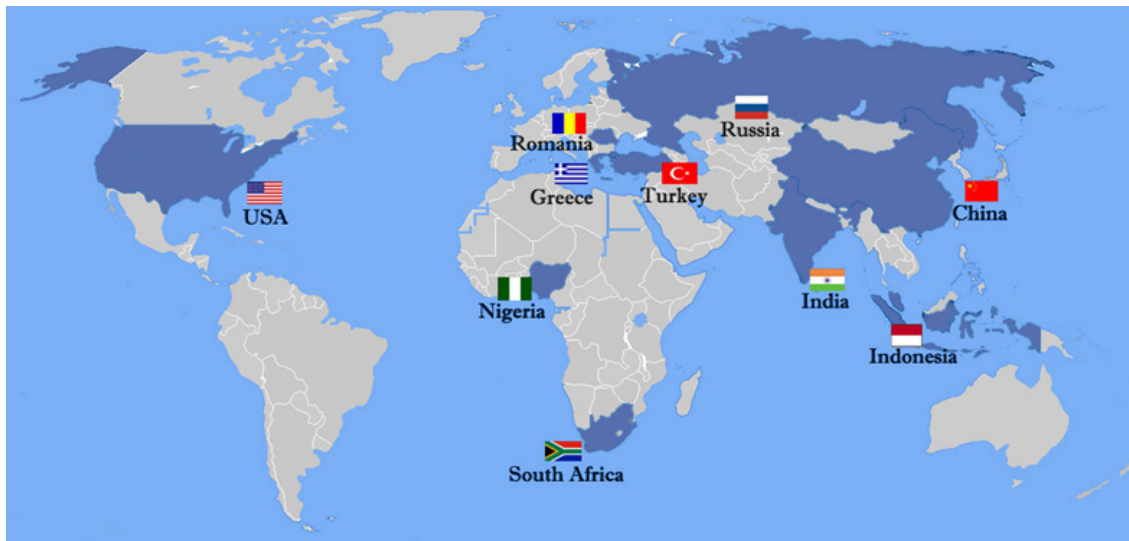 Romania
Russia
Greece
Turkey
USA
China
India
Nigeria
Indonesia
South Africa